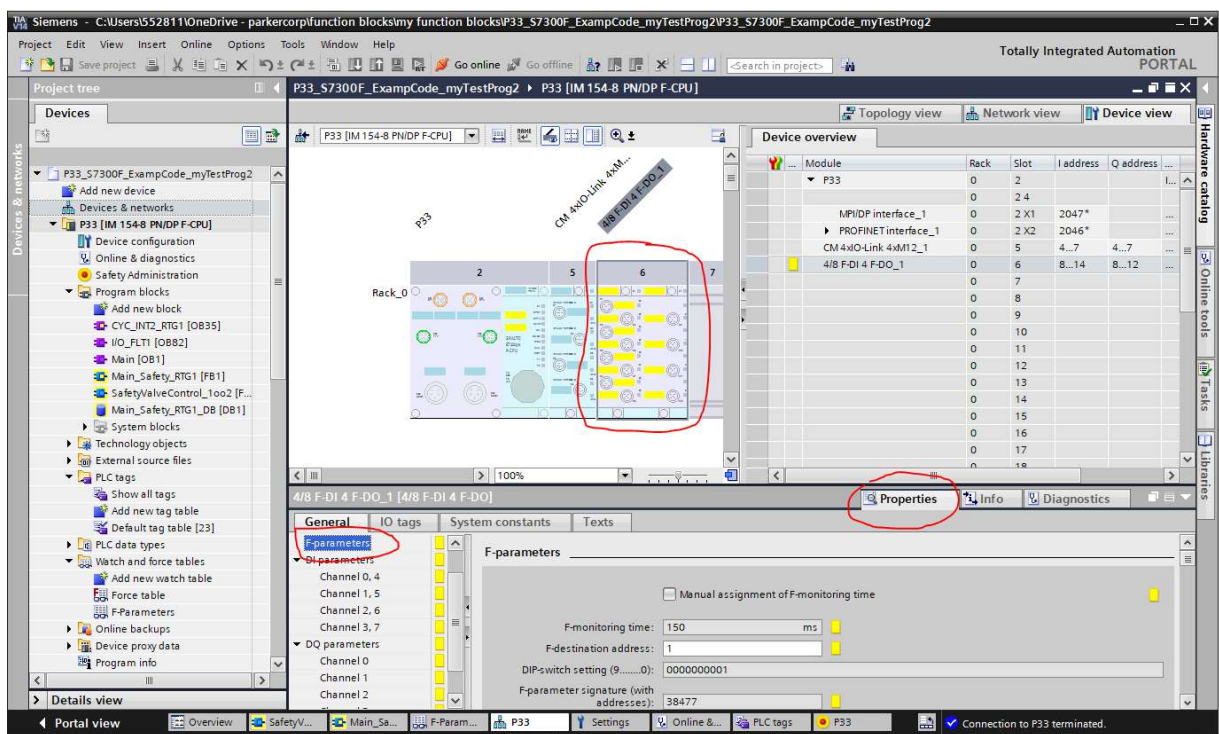 Siemens - C:\Users\552811\OneDrive - parkercorp\function blocks\my function blocks\P33_S7300F_ExampCode_myTestProg2\P33_S7300F_ExampCode_myTestProg2
Project Edit View Insert Online Options Tools Window Help
Totally Integrated Automation
PORTAL
Save project Go online Go offline <Search in project>
Project tree
P33_S7300F_ExampCode_myTestProg2 ▸ P33 [IM 154-8 PN/DP F-CPU]
Devices
Topology view Network view Device view
P33 [IM 154-8 PN/DP F-CPU]
Device overview
Module Rack Slot I address Q address ...
P33 0 2 I...
0 2 4
MPI/DP interface_1 0 2 X1 2047* ...
PROFINET interface_1 0 2 X2 2046* ...
CM 4xIO-Link 4xM12_1 0 5 4...7 4...7 ...
4/8 F-DI 4 F-DO_1 0 6 8...14 8...12 ...
0 7
0 8
0 9
0 10
0 11
0 12
0 13
0 14
0 15
0 16
0 17
0 18
P33_S7300F_ExampCode_myTestProg2
Add new device
Devices & networks
P33 [IM 154-8 PN/DP F-CPU]
Device configuration
Online & diagnostics
Safety Administration
Program blocks
Add new block
CYC_INT2_RTG1 [OB35]
I/O_FLT1 [OB82]
Main [OB1]
Main_Safety_RTG1 [FB1]
SafetyValveControl_1oo2 [F...
Main_Safety_RTG1_DB [DB1]
System blocks
Technology objects
External source files
PLC tags
Show all tags
Add new tag table
Default tag table [23]
PLC data types
Watch and force tables
Add new watch table
Force table
F-Parameters
Online backups
Device proxy data
Program info
Details view
Devices & networks
P33
CM 4xIO-Link 4xM...
4/8 F-DI 4 F-DO_1
2 5 6 7
Rack_0
100%
4/8 F-DI 4 F-DO_1 [4/8 F-DI 4 F-DO]
Properties Info Diagnostics
General IO tags System constants Texts
F-parameters
DI parameters
Channel 0, 4
Channel 1, 5
Channel 2, 6
Channel 3, 7
DQ parameters
Channel 0
Channel 1
Channel 2
F-parameters
Manual assignment of F-monitoring time
F-monitoring time: 150 ms
F-destination address: 1
DIP-switch setting (9.......0): 0000000001
F-parameter signature (with
addresses): 38477
Hardware catalog
Online tools
Tasks
Libraries
Portal view Overview SafetyV... Main_Sa... F-Param... P33 Settings Online &... PLC tags P33 Connection to P33 terminated.